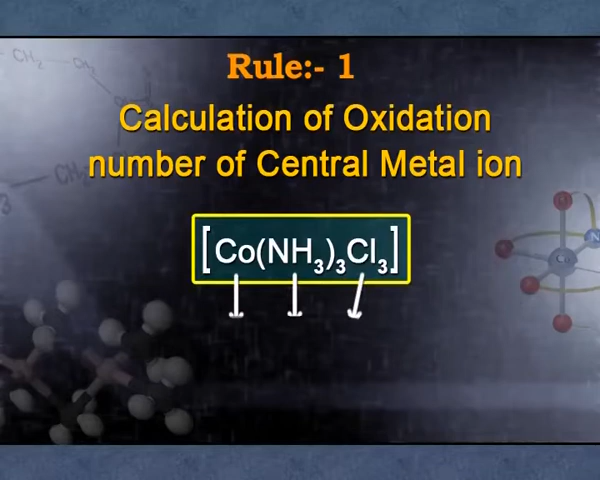 Rule:- 1
Calculation of Oxidation
number of Central Metal ion
[Co(NH₃)₃Cl₃]